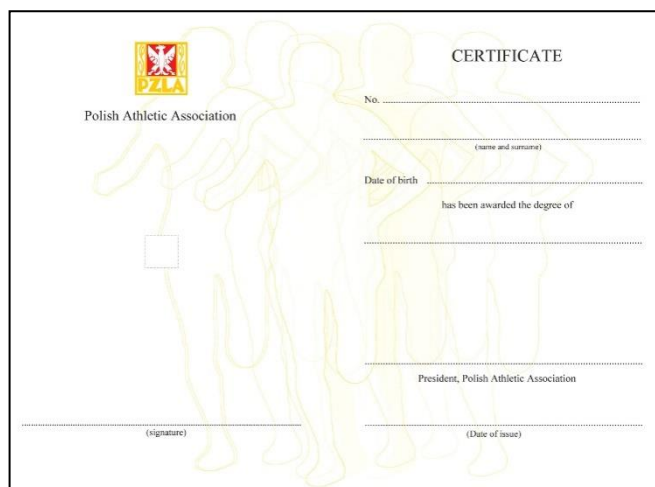 PZLA
Polish Athletic Association
(signature)
CERTIFICATE
No.
(name and surname)
Date of birth
has been awarded the degree of
President, Polish Athletic Association
(Date of issue)